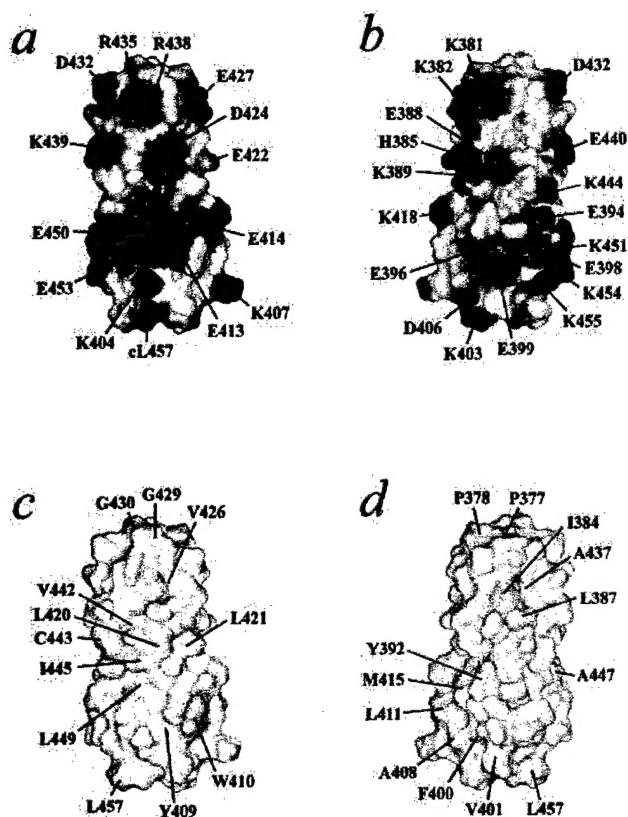 a
R435 R438
D432
E427
D424
K439
E422
E450
E414
E453
K407
K404
E413
cL457
b
K381
K382
D432
E388
H385
E440
K389
K444
K418
E394
K451
E396
E398
K454
K455
D406
K403
E399
c
G430 G429
V426
V442
L420
L421
C443
I445
L449
W410
L457
Y409
d
P378 P377
I384
A437
L387
Y392
M415
A447
L411
A408
F400
V401
L457